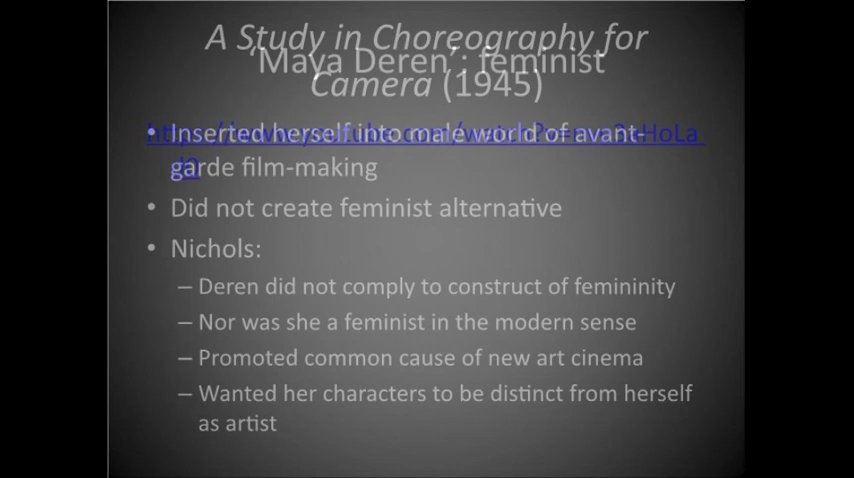 A Study in Choreography for
'Maya Deren': feminist
Camera (1945)
• Inserted herself into male world of avant-
garde film-making
• Did not create feminist alternative
• Nichols:
– Deren did not comply to construct of femininity
– Nor was she a feminist in the modern sense
– Promoted common cause of new art cinema
– Wanted her characters to be distinct from herself
as artist